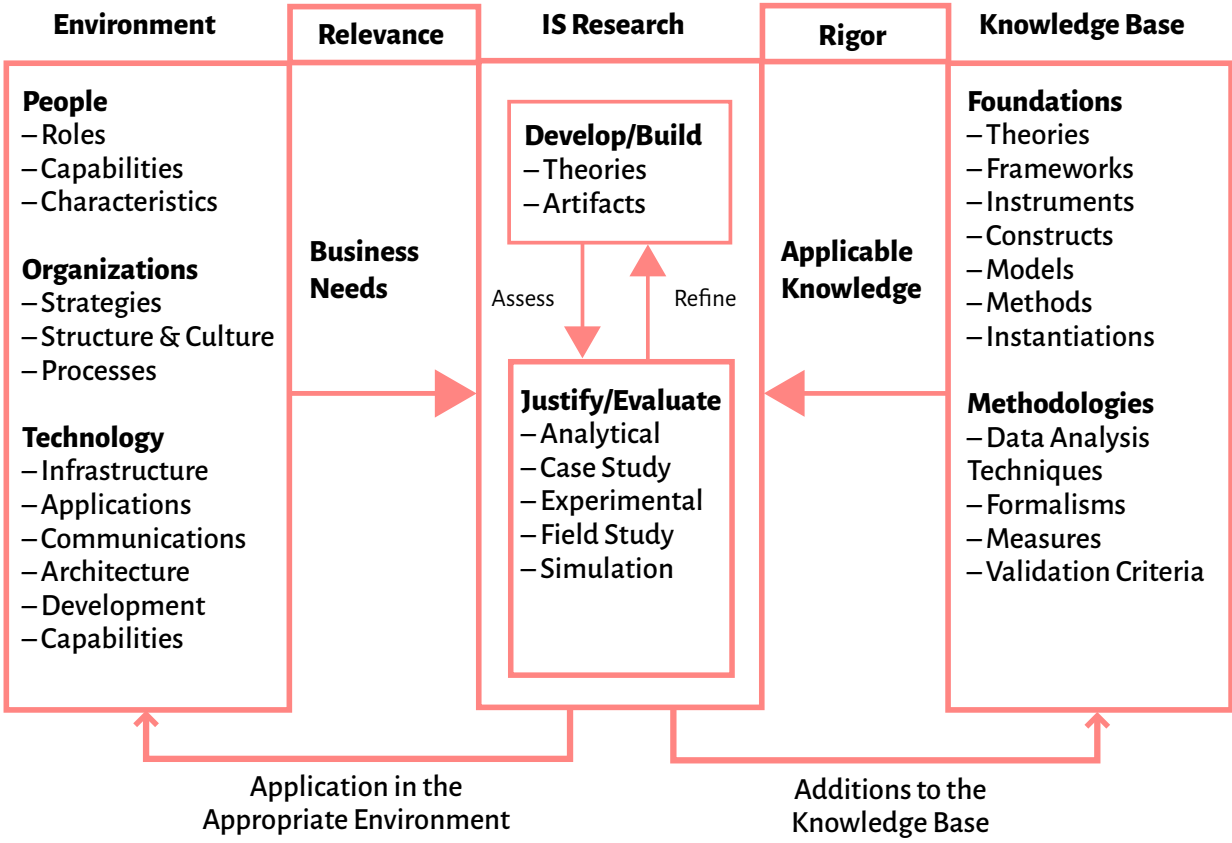 Environment
Relevance
IS Research
Rigor
Knowledge Base
People
– Roles
– Capabilities
– Characteristics
Organizations
– Strategies
– Structure & Culture
– Processes
Technology
– Infrastructure
– Applications
– Communications
– Architecture
– Development
– Capabilities
Business
Needs
Develop/Build
– Theories
– Artifacts
Assess
Refine
Justify/Evaluate
– Analytical
– Case Study
– Experimental
– Field Study
– Simulation
Applicable
Knowledge
Foundations
– Theories
– Frameworks
– Instruments
– Constructs
– Models
– Methods
– Instantiations
Methodologies
– Data Analysis
Techniques
– Formalisms
– Measures
– Validation Criteria
Application in the
Appropriate Environment
Additions to the
Knowledge Base